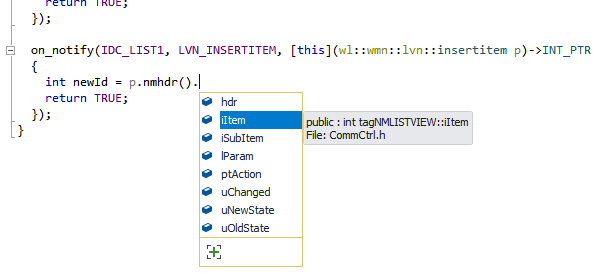 return TRUE;
});
on_notify(IDC_LIST1, LVN_INSERTITEM, [this](wl::wmn::lvn::insertitem p)->INT_PTR
{
int newId = p.nmhdr().
return TRUE;
});
}
hdr
iItem
iSubItem
lParam
ptAction
uChanged
uNewState
uOldState
public : int tagNMLISTVIEW::iItem
File: CommCtrl.h